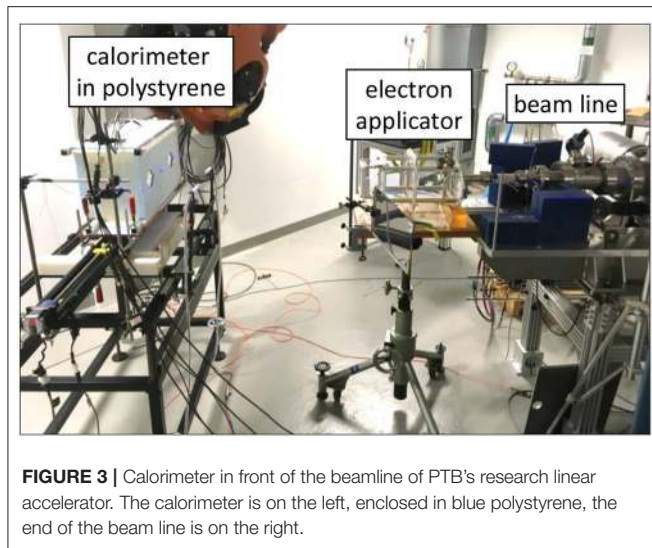 calorimeter
in polystyrene
electron
applicator
beam line
FIGURE 3 | Calorimeter in front of the beamline of PTB's research linear
accelerator. The calorimeter is on the left, enclosed in blue polystyrene, the
end of the beam line is on the right.